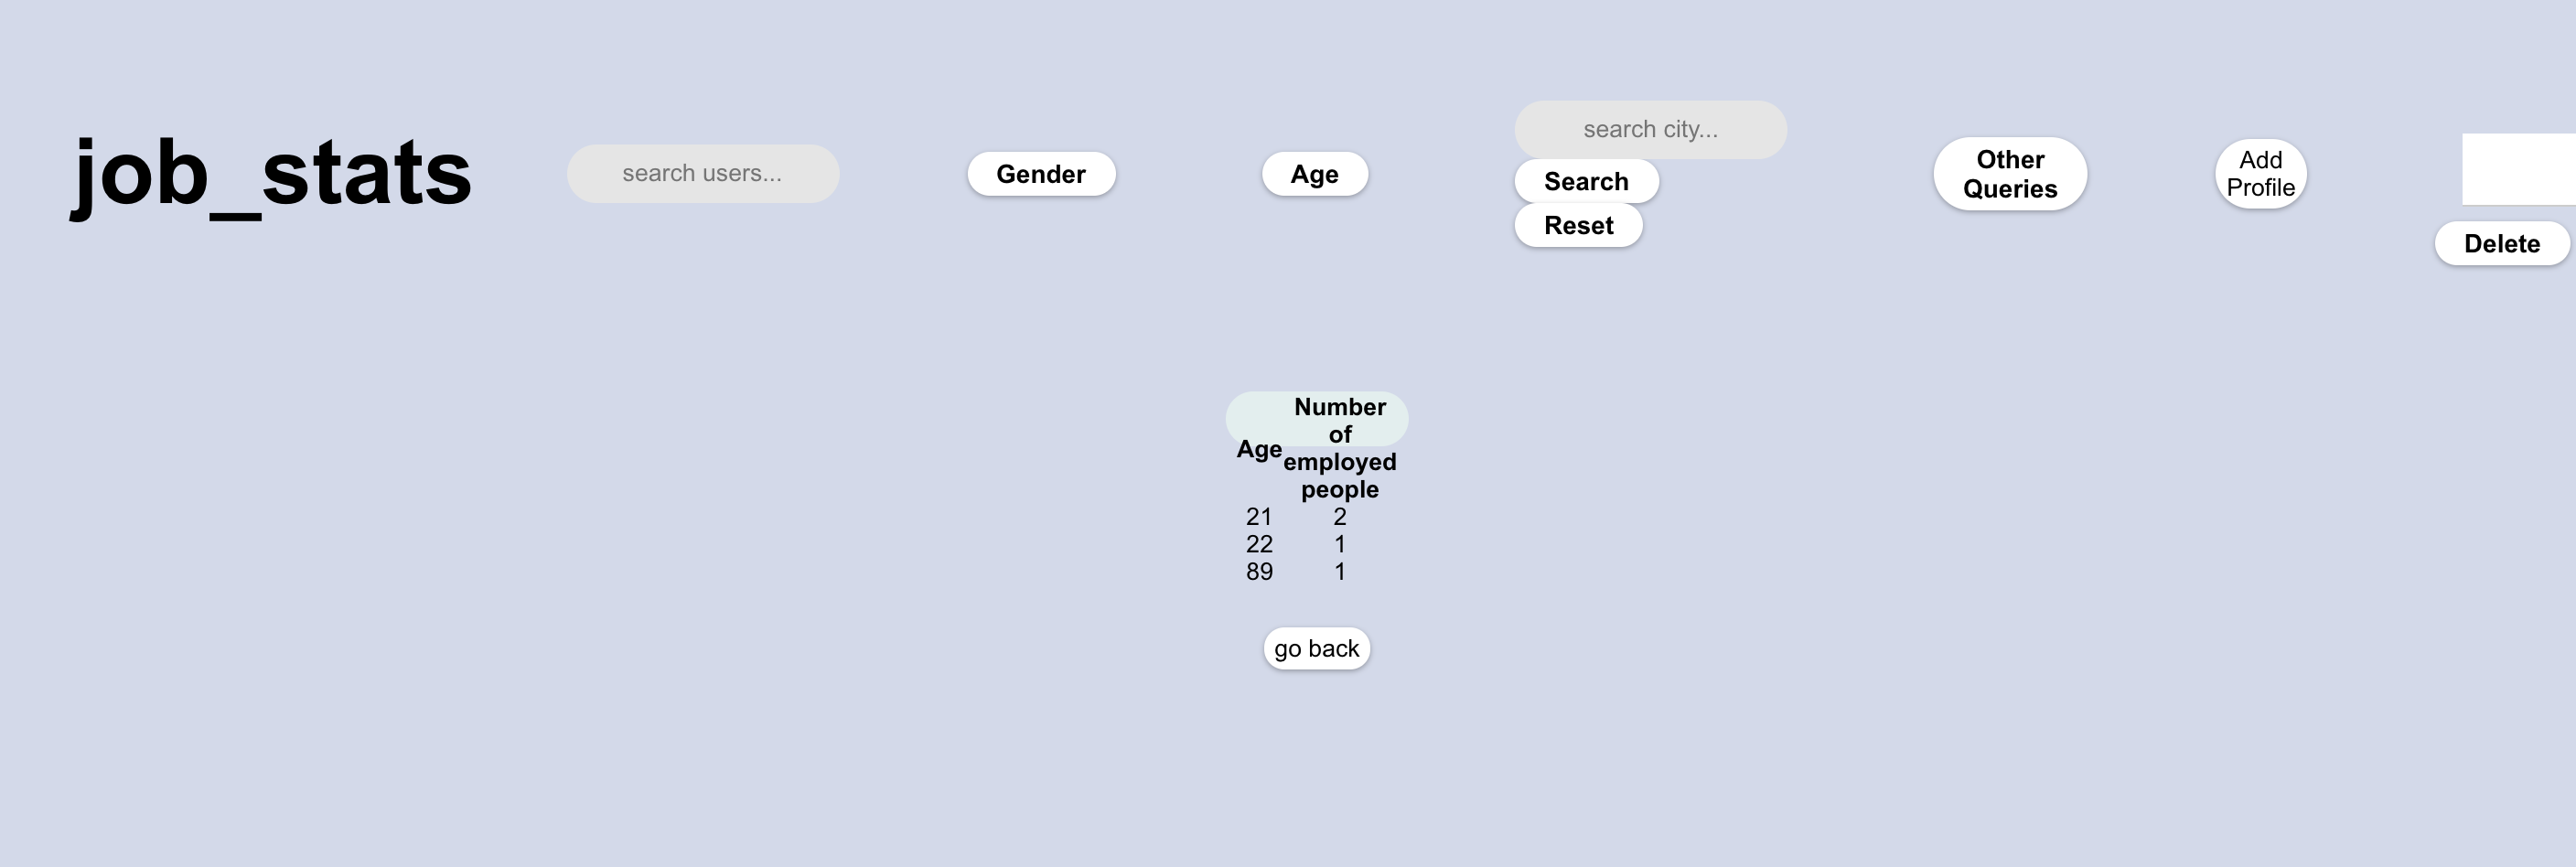 job_stats
search users...
Gender
Age
search city...
Search
Reset
Other
Queries
Add
Profile
Delete
Age
Number
of
employed
people
21 2
22 1
89 1
go back